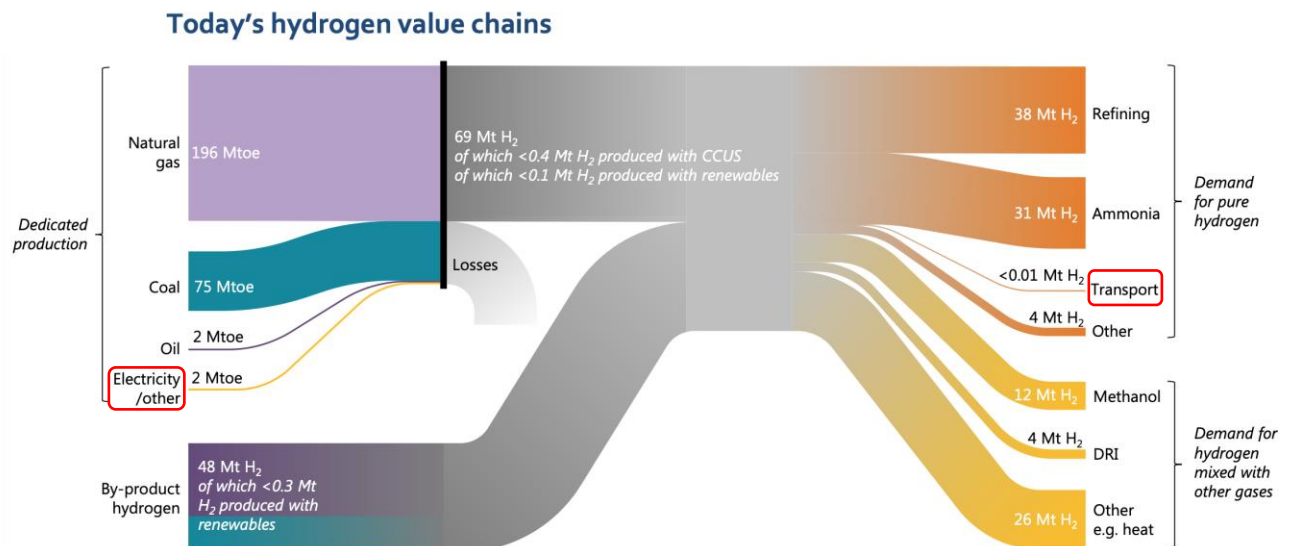 Today's hydrogen value chains
Dedicated
production
Natural
gas
196 Mtoe
Coal
75 Mtoe
Oil
2 Mtoe
Electricity
/other
2 Mtoe
By-product
hydrogen
48 Mt H₂
of which <0.3 Mt
H₂ produced with
renewables
69 Mt H₂
of which <0.4 Mt H₂ produced with CCUS
of which <0.1 Mt H₂ produced with renewables
Losses
38 Mt H₂
Refining
31 Mt H₂
Ammonia
<0.01 Mt H₂
Transport
4 Mt H₂
Other
Demand
for pure
hydrogen
12 Mt H₂
Methanol
4 Mt H₂
DRI
26 Mt H₂
Other
e.g. heat
Demand for
hydrogen
mixed with
other gases